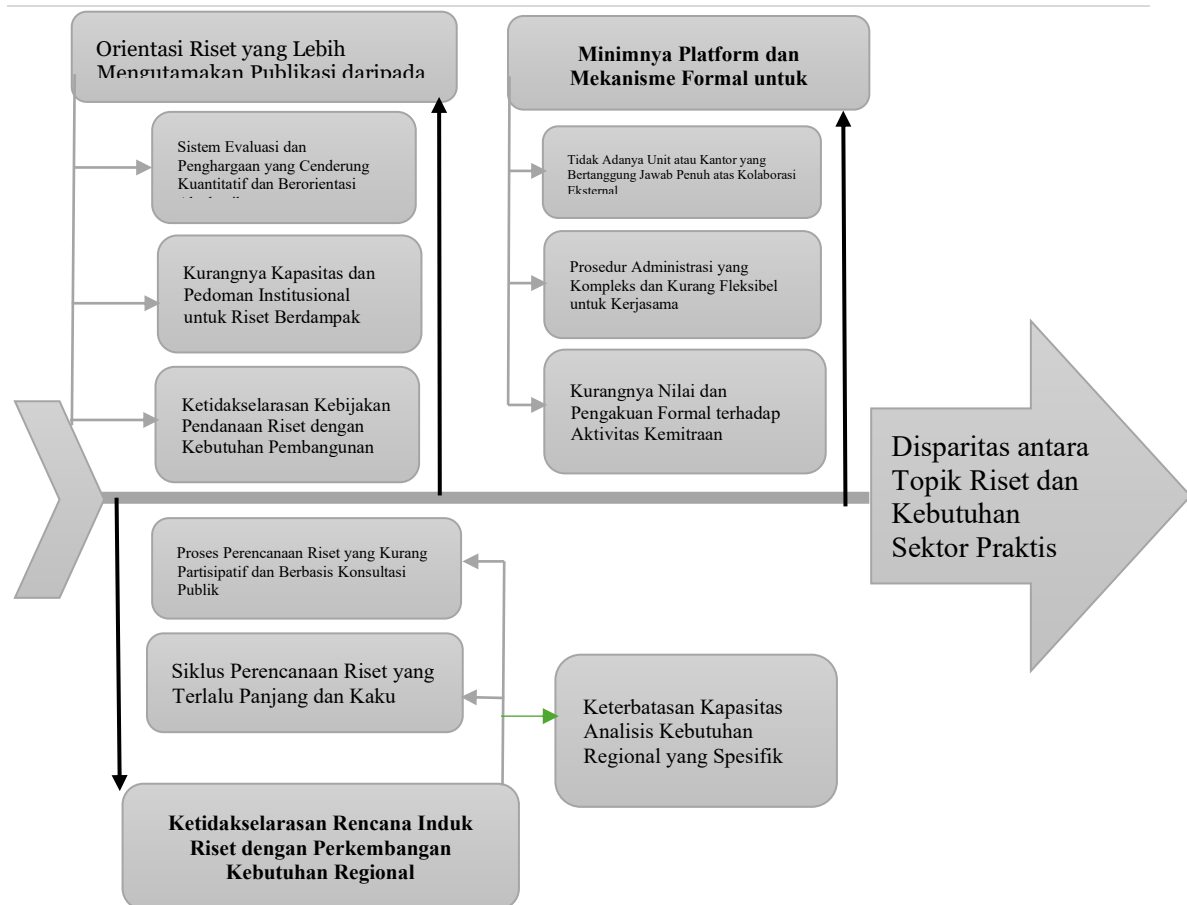 Orientasi Riset yang Lebih
Mengutamakan Publikasi daripada
Sistem Evaluasi dan
Penghargaan yang Cenderung
Kuantitatif dan Berorientasi
Kurangnya Kapasitas dan
Pedoman Institusional
untuk Riset Berdampak
Ketidakselarasan Kebijakan
Pendanaan Riset dengan
Kebutuhan Pembangunan
Minimnya Platform dan
Mekanisme Formal untuk
Tidak Adanya Unit atau Kantor yang
Bertanggung Jawab Penuh atas Kolaborasi
Eksternal
Prosedur Administrasi yang
Kompleks dan Kurang Fleksibel
untuk Kerjasama
Kurangnya Nilai dan
Pengakuan Formal terhadap
Aktivitas Kemitraan
Disparitas antara
Topik Riset dan
Kebutuhan
Sektor Praktis
Proses Perencanaan Riset yang Kurang
Partisipatif dan Berbasis Konsultasi
Publik
Siklus Perencanaan Riset yang
Terlalu Panjang dan Kaku
Keterbatasan Kapasitas
Analisis Kebutuhan
Regional yang Spesifik
Ketidakselarasan Rencana Induk
Riset dengan Perkembangan
Kebutuhan Regional